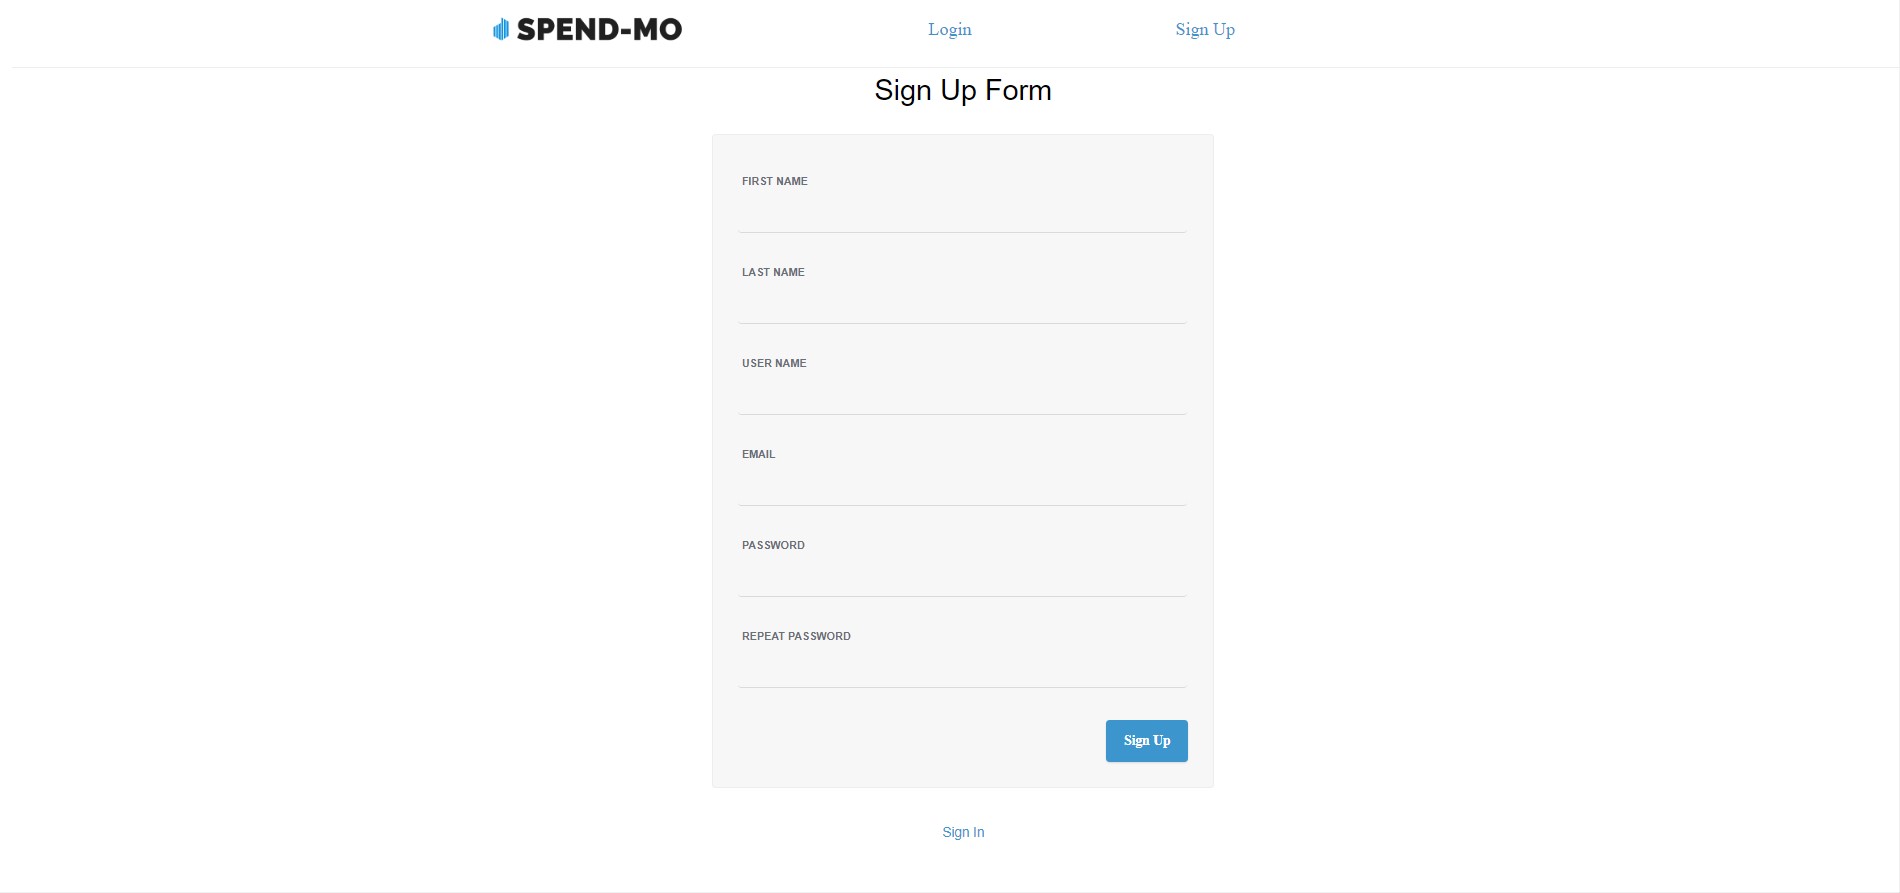 SPEND-MO
Login
Sign Up
Sign Up Form
FIRST NAME
LAST NAME
USER NAME
EMAIL
PASSWORD
REPEAT PASSWORD
Sign Up
Sign In